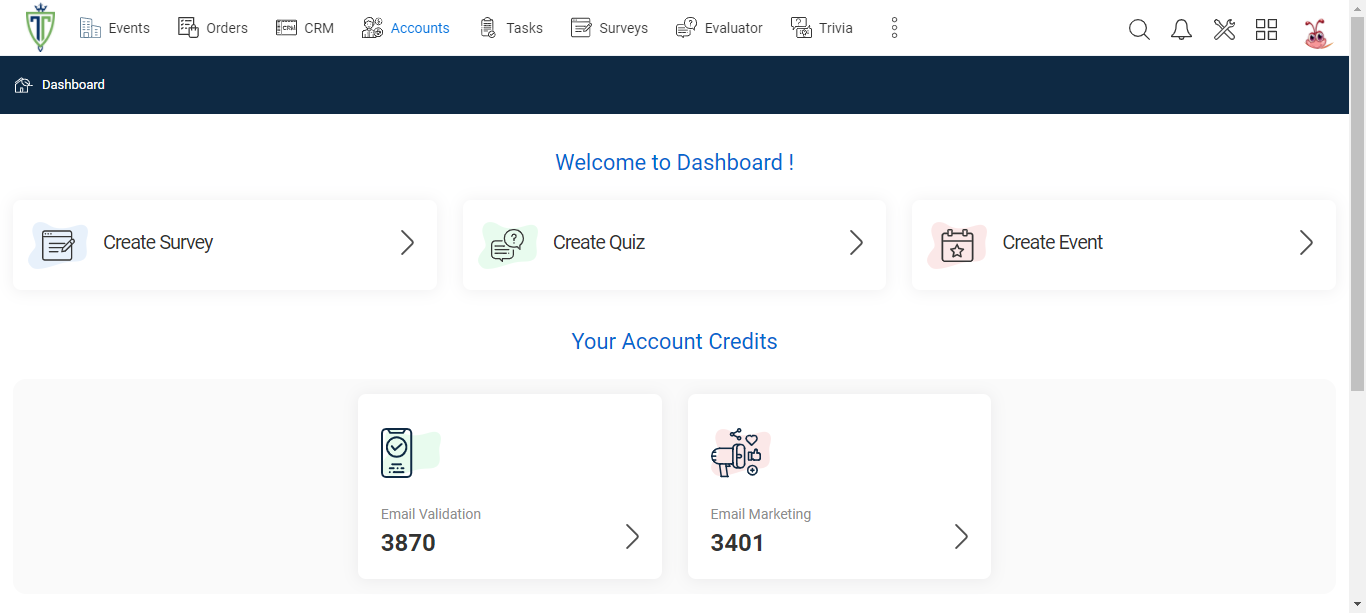 Events Orders CRM Accounts Tasks Surveys Evaluator Trivia
Dashboard
Welcome to Dashboard !
Create Survey Create Quiz Create Event
Your Account Credits
Email Validation Email Marketing
3870 3401